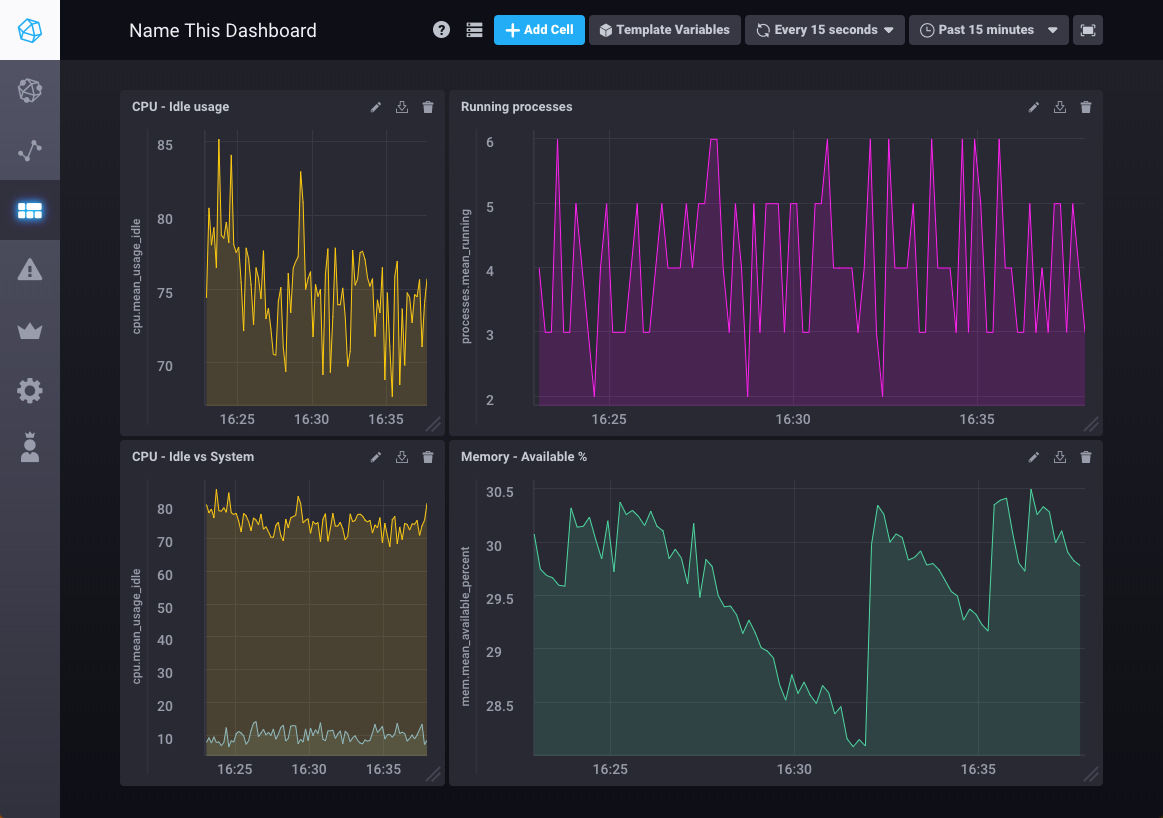 Name This Dashboard
? Add Cell Template Variables Every 15 seconds Past 15 minutes
CPU - Idle usage
cpu.mean_usage_idle
85
80
75
70
16:25 16:30 16:35
Running processes
processes.mean_running
6
5
4
3
2
16:25 16:30 16:35
CPU - Idle vs System
cpu.mean_usage_idle
80
70
60
50
40
30
20
10
16:25 16:30 16:35
Memory - Available %
mem.mean_available_percent
30.5
30
29.5
29
28.5
16:25 16:30 16:35